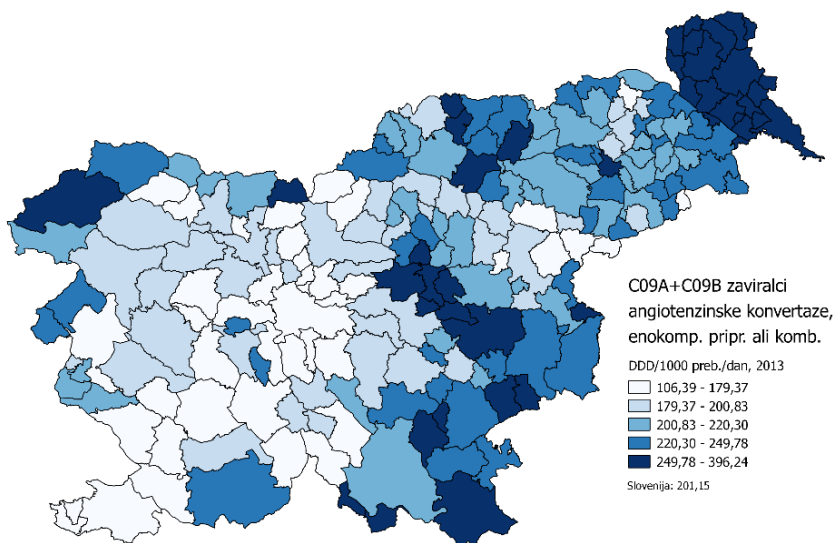 C09A+C09B zaviralci
angiotenzinske konvertaze,
enokomp. pripr. ali komb.
DDD/1000 preb./dan, 2013
106,39 - 179,37
179,37 - 200,83
200,83 - 220,30
220,30 - 249,78
249,78 - 396,24
Slovenija: 201,15